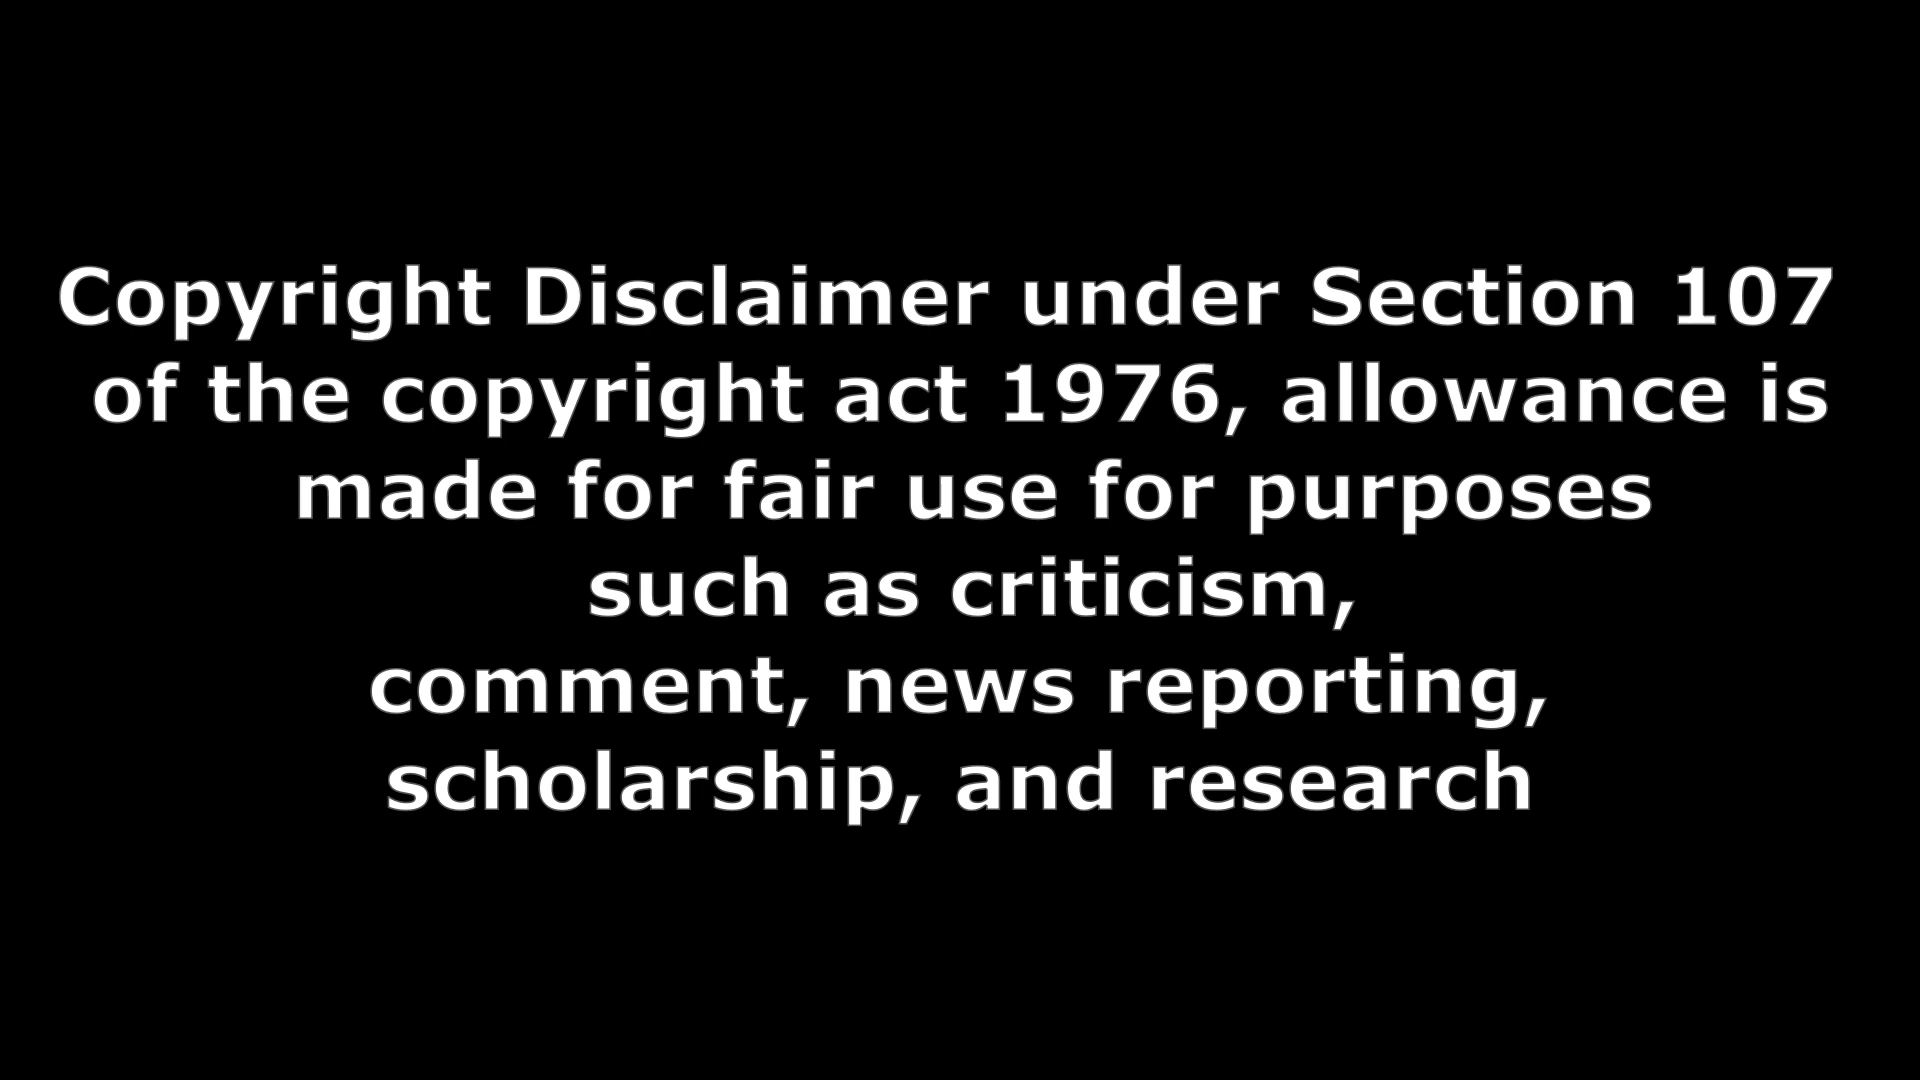 Copyright Disclaimer under Section 107
of the copyright act 1976, allowance is
made for fair use for purposes
such as criticism,
comment, news reporting,
scholarship, and research